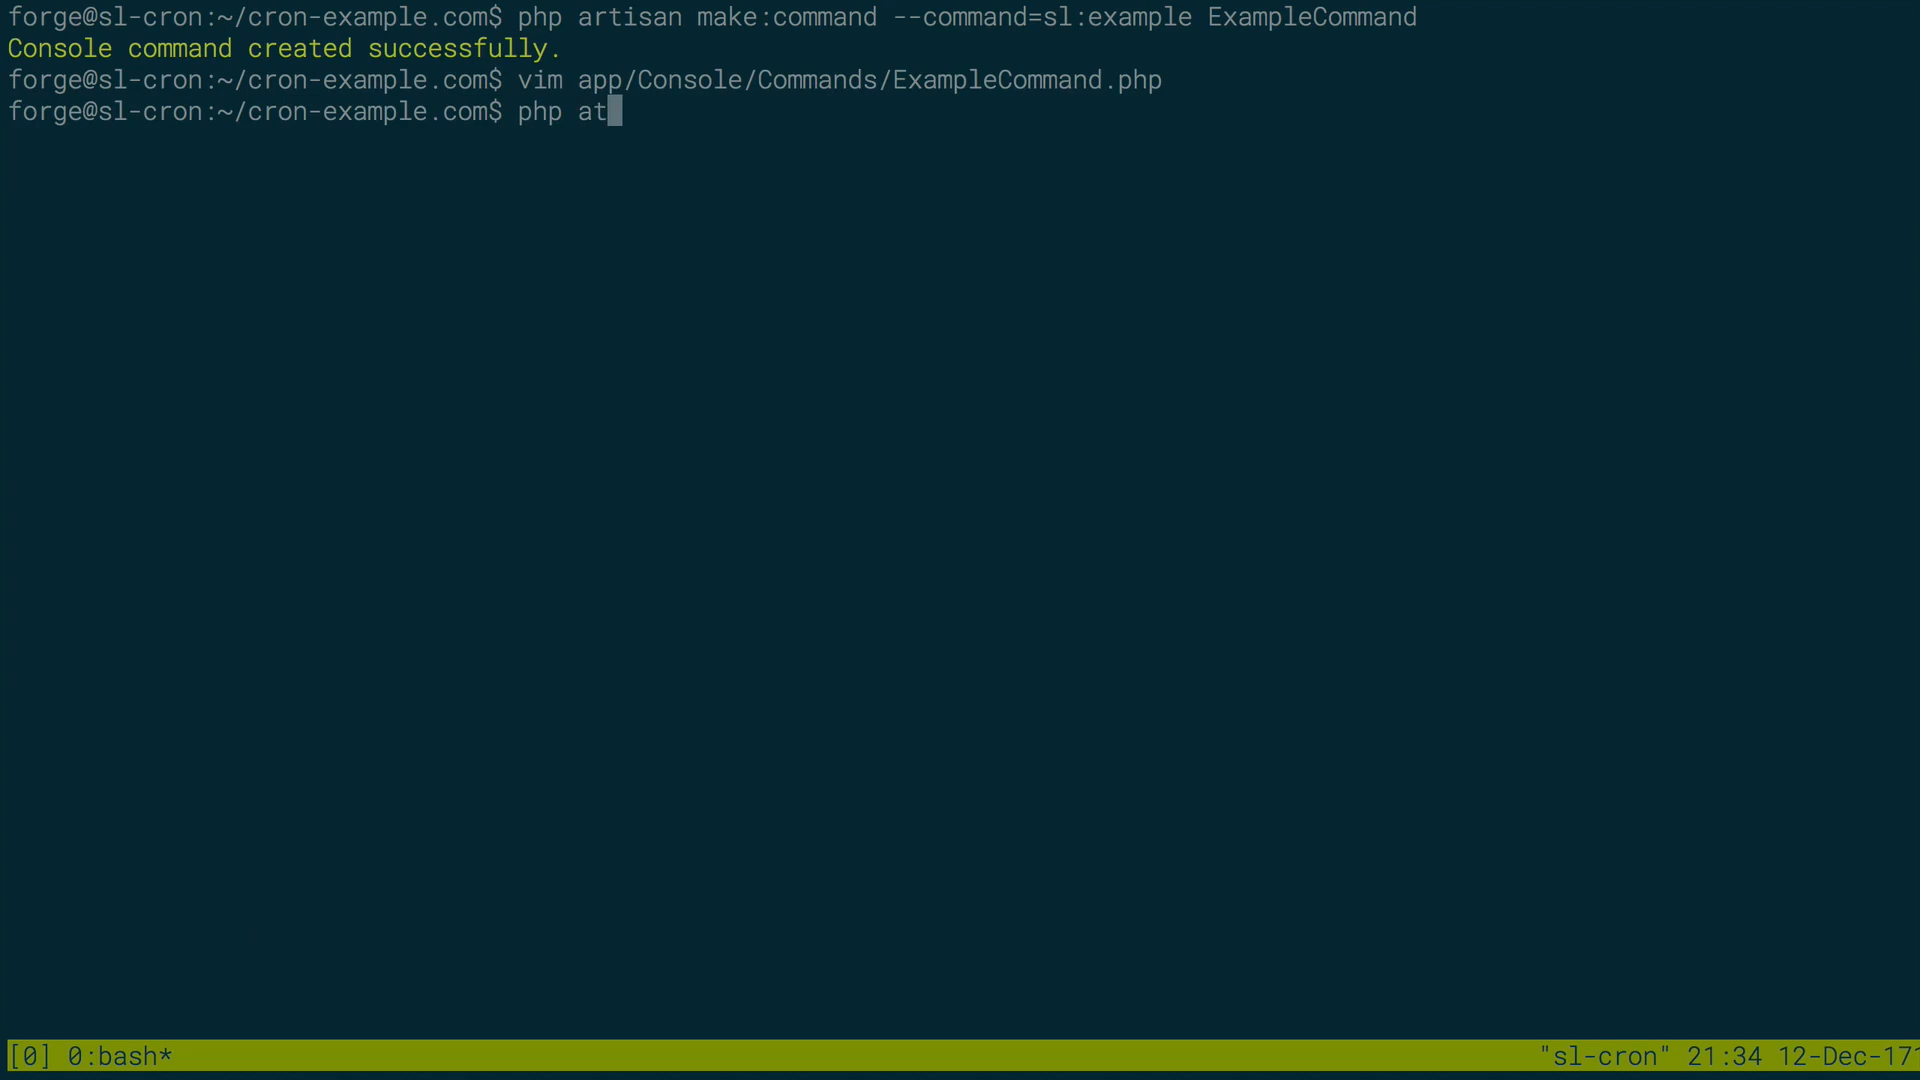 forge@sl-cron:~/cron-example.com$ php artisan make:command --command=sl:example ExampleCommand
Console command created successfully.
forge@sl-cron:~/cron-example.com$ vim app/Console/Commands/ExampleCommand.php
forge@sl-cron:~/cron-example.com$ php at
[0] 0:bash* "sl-cron" 21:34 12-Dec-17